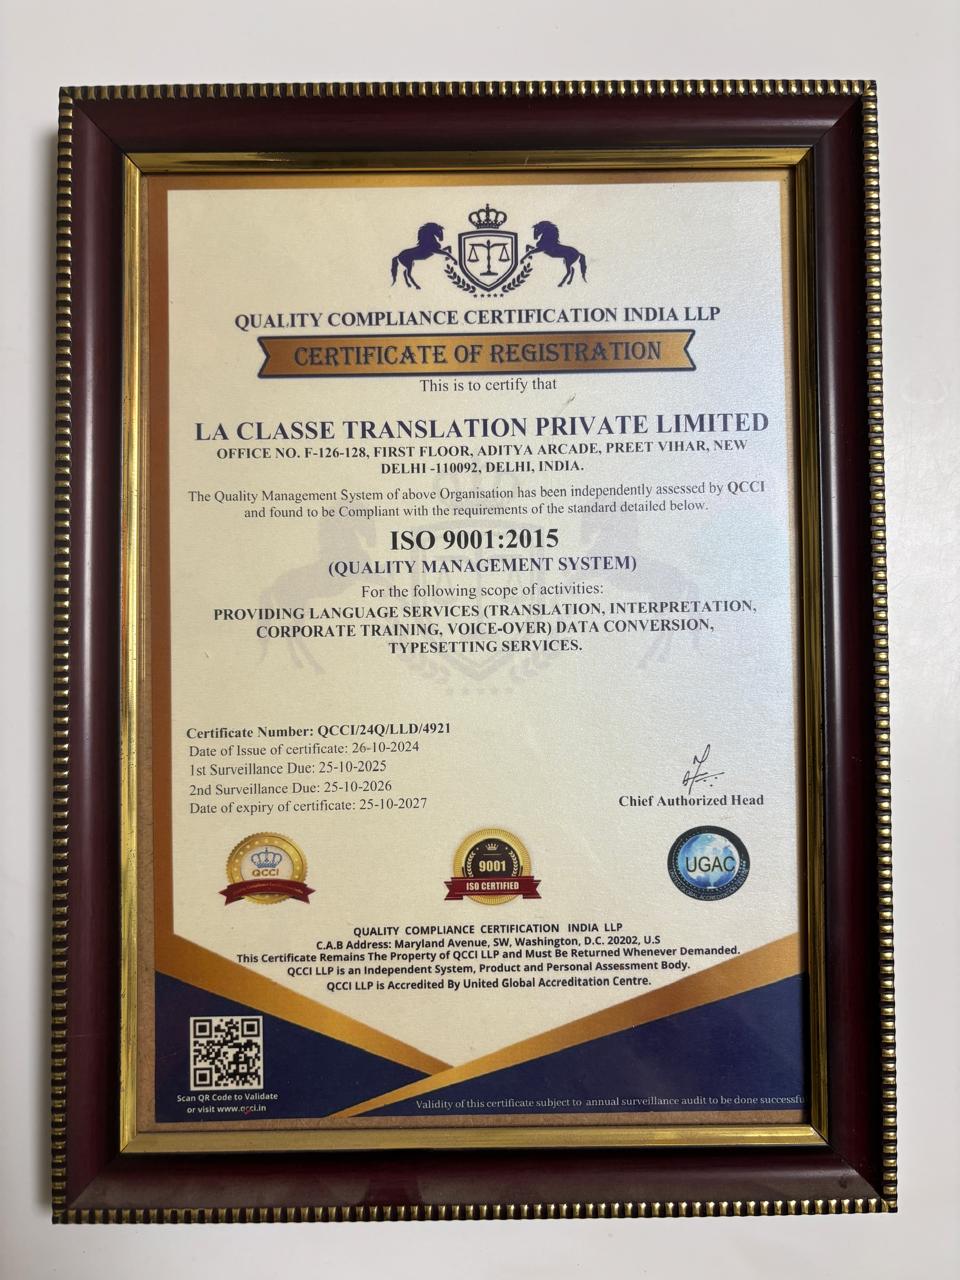 QUALITY COMPLIANCE CERTIFICATION INDIA LLP
CERTIFICATE OF REGISTRATION
This is to certify that
LA CLASSE TRANSLATION PRIVATE LIMITED
OFFICE NO. F-126-128, FIRST FLOOR, ADITYA ARCADE, PREET VIHAR, NEW
DELHI -110092, DELHI, INDIA.
The Quality Management System of above Organisation has been independently assessed by QCCI
and found to be Compliant with the requirements of the standard detailed below.
ISO 9001:2015
(QUALITY MANAGEMENT SYSTEM)
For the following scope of activities:
PROVIDING LANGUAGE SERVICES (TRANSLATION, INTERPRETATION,
CORPORATE TRAINING, VOICE-OVER) DATA CONVERSION,
TYPESETTING SERVICES.
Certificate Number: QCCI/24Q/LLD/4921
Date of Issue of certificate: 26-10-2024
1st Surveillance Due: 25-10-2025
2nd Surveillance Due: 25-10-2026
Date of expiry of certificate: 25-10-2027
Chief Authorized Head
QCCI
9001
ISO CERTIFIED
UGAC
QUALITY COMPLIANCE CERTIFICATION INDIA LLP
C.A.B Address: Maryland Avenue, SW, Washington, D.C. 20202, U.S
This Certificate Remains The Property of QCCI LLP and Must Be Returned Whenever Demanded.
QCCI LLP is an Independent System, Product and Personal Assessment Body.
QCCI LLP is Accredited By United Global Accreditation Centre.
Scan QR Code to Validate
or visit www.qcci.in
Validity of this certificate subject to annual surveillance audit to be done successfu